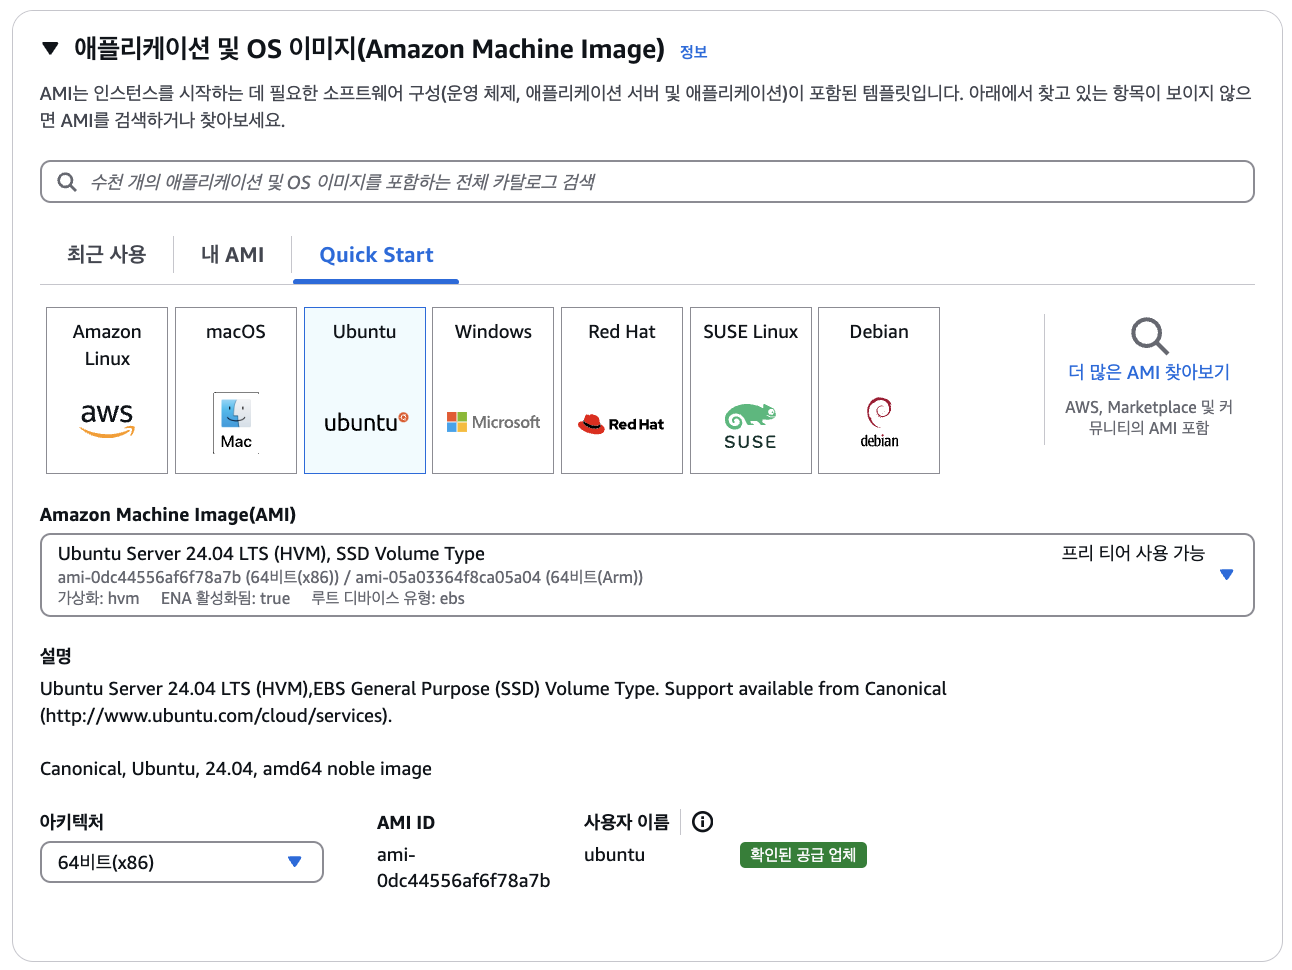 애플리케이션 및 OS 이미지(Amazon Machine Image) 정보
AMI는 인스턴스를 시작하는 데 필요한 소프트웨어 구성(운영 체제, 애플리케이션 서버 및 애플리케이션)이 포함된 템플릿입니다. 아래에서 찾고 있는 항목이 보이지 않으
면 AMI를 검색하거나 찾아보세요.
수천 개의 애플리케이션 및 OS 이미지를 포함하는 전체 카탈로그 검색
최근 사용
내 AMI
Quick Start
Amazon
Linux
aws
macOS
Mac
Ubuntu
ubuntu
Windows
Microsoft
Red Hat
Red Hat
SUSE Linux
SUSE
Debian
debian
더 많은 AMI 찾아보기
AWS, Marketplace 및 커
뮤니티의 AMI 포함
Amazon Machine Image(AMI)
Ubuntu Server 24.04 LTS (HVM), SSD Volume Type
프리 티어 사용 가능
ami-0dc44556af6f78a7b (64비트(x86)) / ami-05a03364f8ca05a04 (64비트(Arm))
가상화: hvm ENA 활성화됨: true 루트 디바이스 유형: ebs
설명
Ubuntu Server 24.04 LTS (HVM),EBS General Purpose (SSD) Volume Type. Support available from Canonical
(http://www.ubuntu.com/cloud/services).
Canonical, Ubuntu, 24.04, amd64 noble image
아키텍처
64비트(x86)
AMI ID
ami-
0dc44556af6f78a7b
사용자 이름
ubuntu
확인된 공급 업체